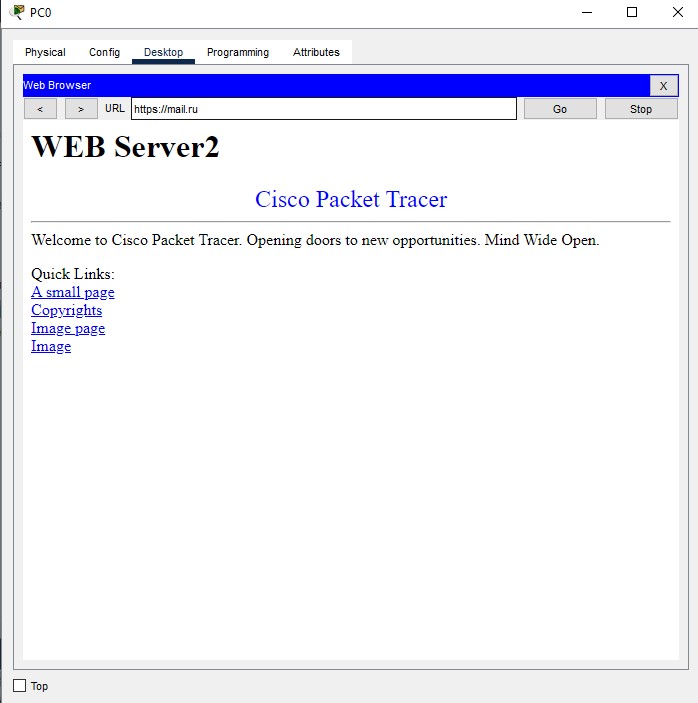 PC0
Physical Config Desktop Programming Attributes
Web Browser X
< > URL https://mail.ru Go Stop
WEB Server2
Cisco Packet Tracer
Welcome to Cisco Packet Tracer. Opening doors to new opportunities. Mind Wide Open.
Quick Links:
A small page
Copyrights
Image page
Image
Top